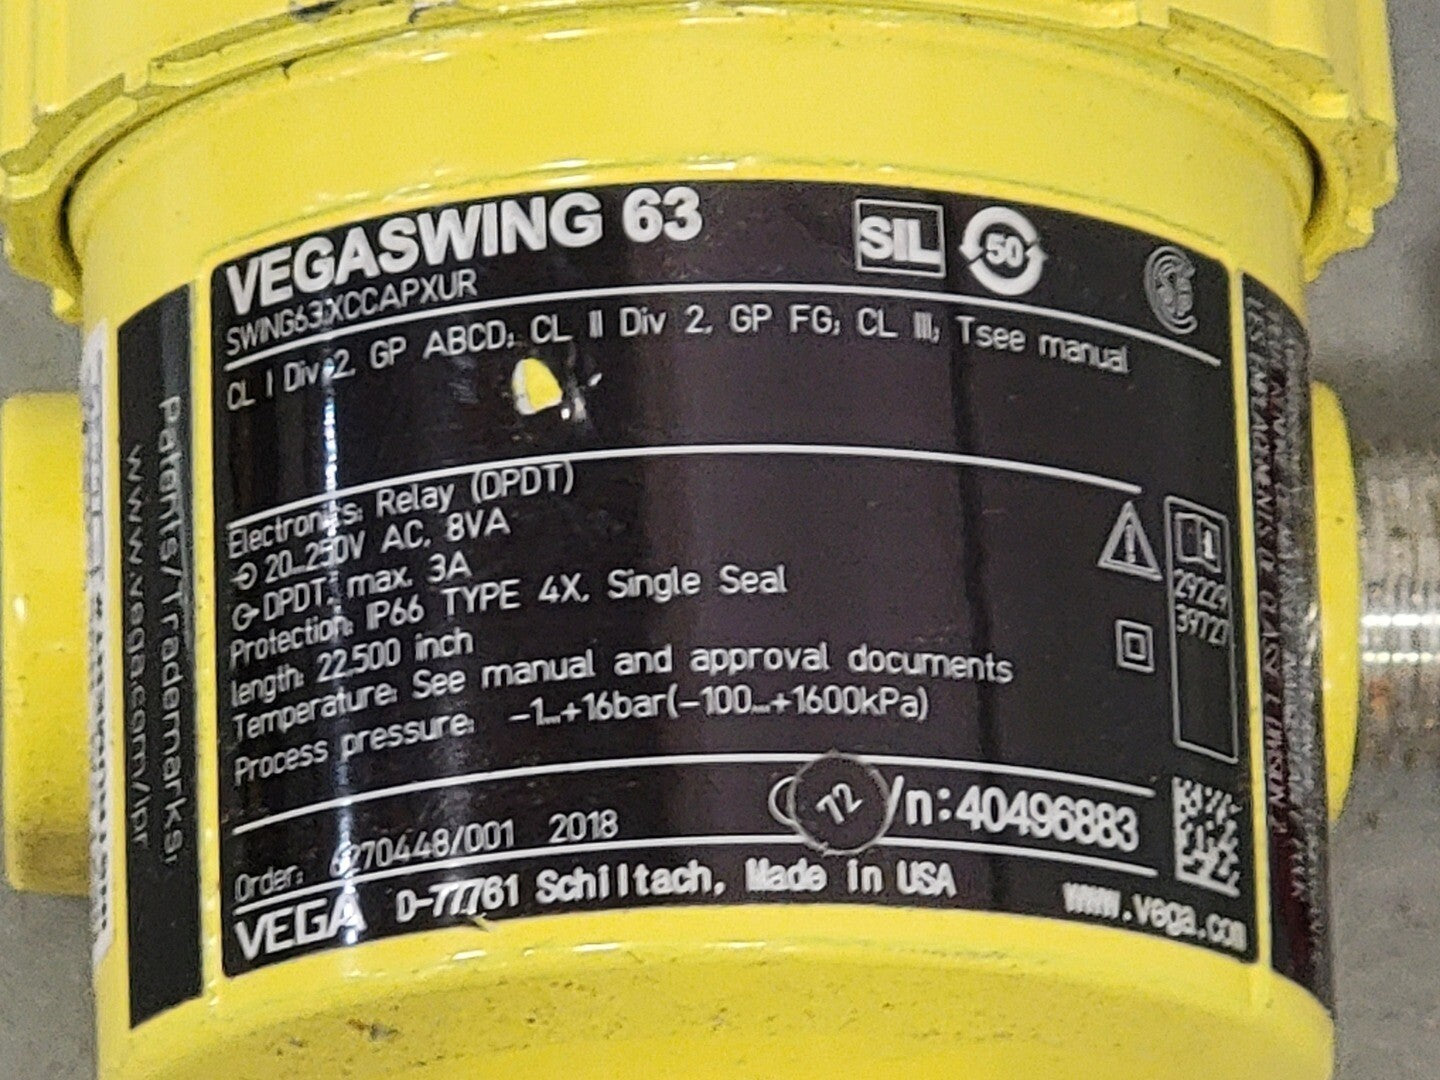 VEGASWING 63
SIL
50
SWING63.XCCAPXUR
CL I Div 2, GP ABCD; CL II Div 2, GP FG; CL III; Tsee manual
Electronics: Relay (DPDT)
20...250V AC, 8VA
DPDT, max. 3A
Protection: IP66 TYPE 4X, Single Seal
length: 22.500 inch
Temperature: See manual and approval documents
Process pressure: -1...+16bar(-100...+1600kPa)
29229
39727
Order: 6270448/001 2018
72
/n:40496883
VEGA D-77761 Schiltach, Made in USA
www.vega.com
Patents/Trademarks:
www.vega.com/ipr